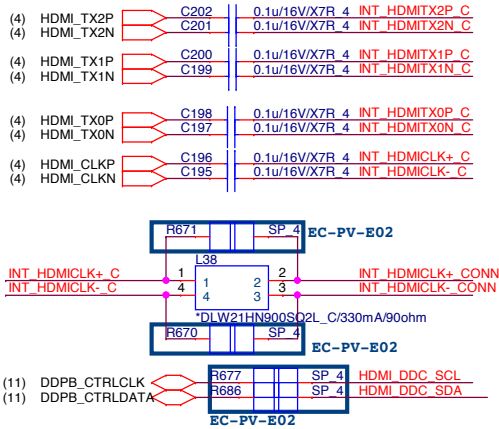 (4) HDMI_TX2P C202 0.1u/16V/X7R_4 INT_HDMITX2P_C
(4) HDMI_TX2N C201 0.1u/16V/X7R_4 INT_HDMITX2N_C
(4) HDMI_TX1P C200 0.1u/16V/X7R_4 INT_HDMITX1P_C
(4) HDMI_TX1N C199 0.1u/16V/X7R_4 INT_HDMITX1N_C
(4) HDMI_TX0P C198 0.1u/16V/X7R_4 INT_HDMITX0P_C
(4) HDMI_TX0N C197 0.1u/16V/X7R_4 INT_HDMITX0N_C
(4) HDMI_CLKP C196 0.1u/16V/X7R_4 INT_HDMICLK+_C
(4) HDMI_CLKN C195 0.1u/16V/X7R_4 INT_HDMICLK-_C
R671 SP_4 EC-PV-E02
L38
INT_HDMICLK+_C 1 1 2 2 INT_HDMICLK+_CONN
INT_HDMICLK-_C 4 4 3 3 INT_HDMICLK-_CONN
*DLW21HN900SQ2L_C/330mA/90ohm
R670 SP_4
EC-PV-E02
(11) DDPB_CTRLCLK R677 SP_4 HDMI_DDC_SCL
(11) DDPB_CTRLDATA R686 SP_4 HDMI_DDC_SDA
EC-PV-E02